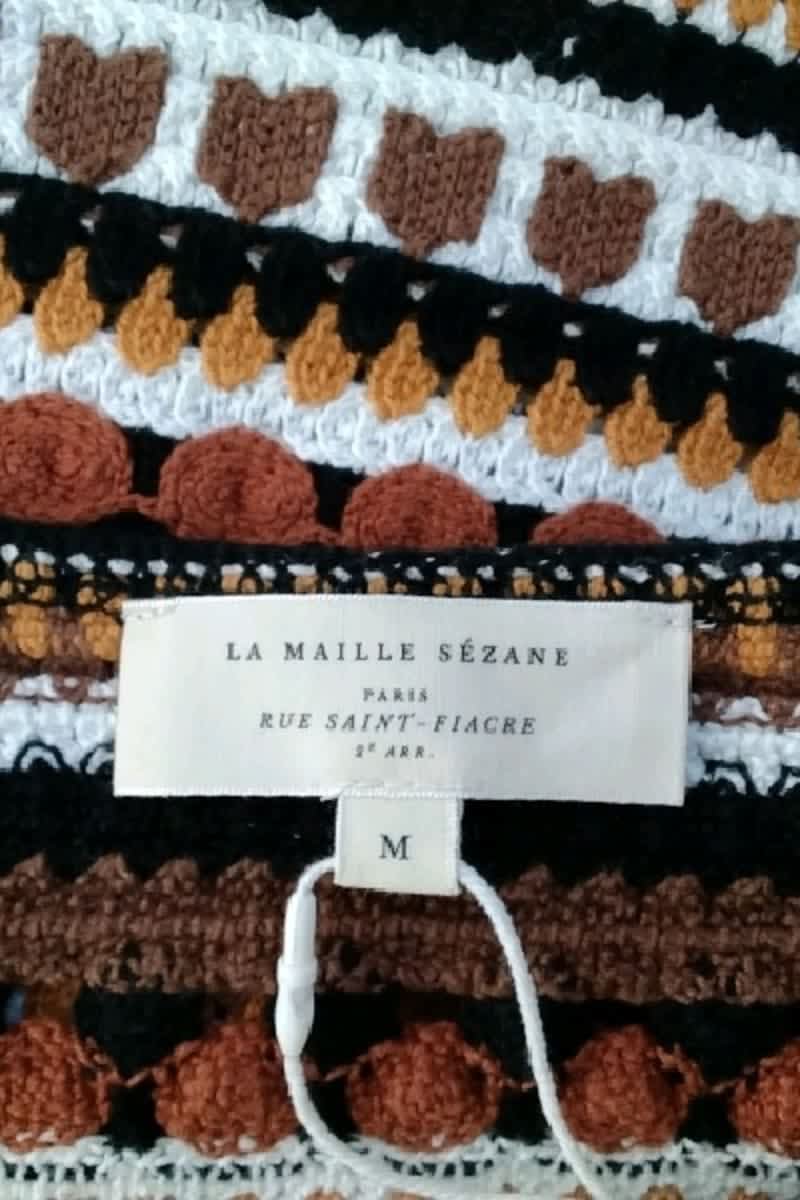 LA MAILLE SÉZANE
PARIS
RUE SAINT-FIACRE
2E ARR.
M